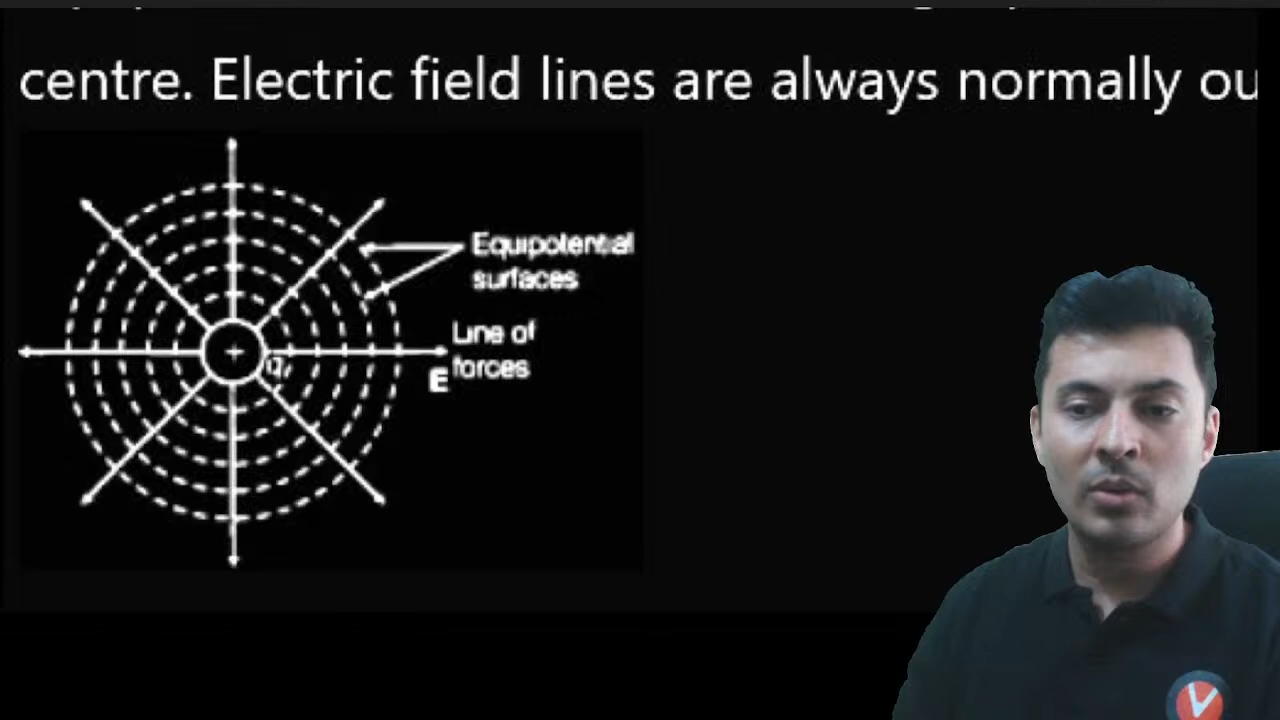 centre. Electric field lines are always normally ou
Equipotential
surfaces
Line of
forces
E
+